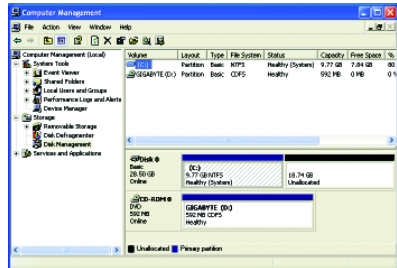 Computer Management
File Action View Window Help
Computer Management (Local)
System Tools
Event Viewer
Shared Folders
Local Users and Groups
Performance Logs and Alerts
Device Manager
Storage
Removable Storage
Disk Defragmenter
Disk Management
Services and Applications
Volume Layout Type File System Status Capacity Free Space %
(C:) Partition Basic NTFS Healthy (System) 9.77 GB 7.84 GB 80
GIGABYTE (D:) Partition Basic CDFS Healthy 592 MB 0 MB 0 %
Disk 0
Basic
28.50 GB
Online
(C:)
9.77 GB NTFS
Healthy (System)
18.74 GB
Unallocated
CD-ROM 0
DVD
592 MB
Online
GIGABYTE (D:)
592 MB CDFS
Healthy
Unallocated Primary partition